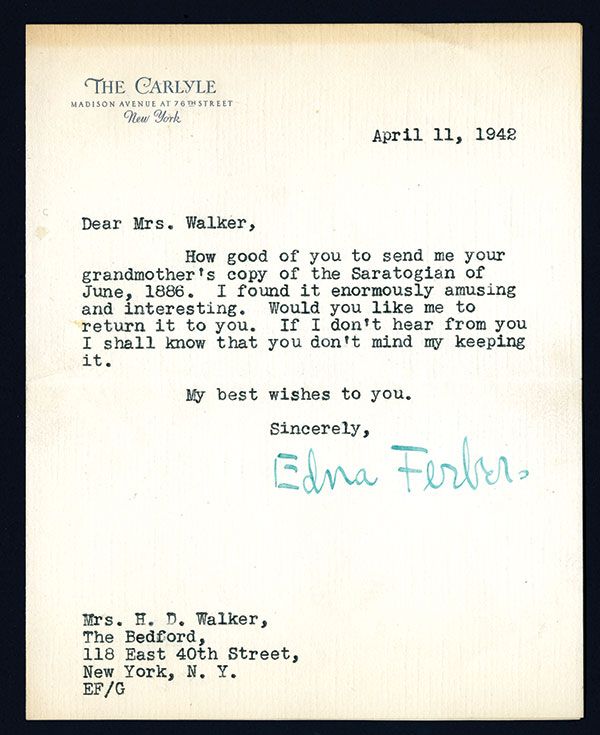 THE CARLYLE
MADISON AVENUE AT 76TH STREET
New York
April 11, 1942
Dear Mrs. Walker,
How good of you to send me your
grandmother's copy of the Saratogian of
June, 1886. I found it enormously amusing
and interesting. Would you like me to
return it to you. If I don't hear from you
I shall know that you don't mind my keeping
it.
My best wishes to you.
Sincerely,
Edna Ferber.
Mrs. H. D. Walker,
The Bedford,
118 East 40th Street,
New York, N. Y.
EF/G